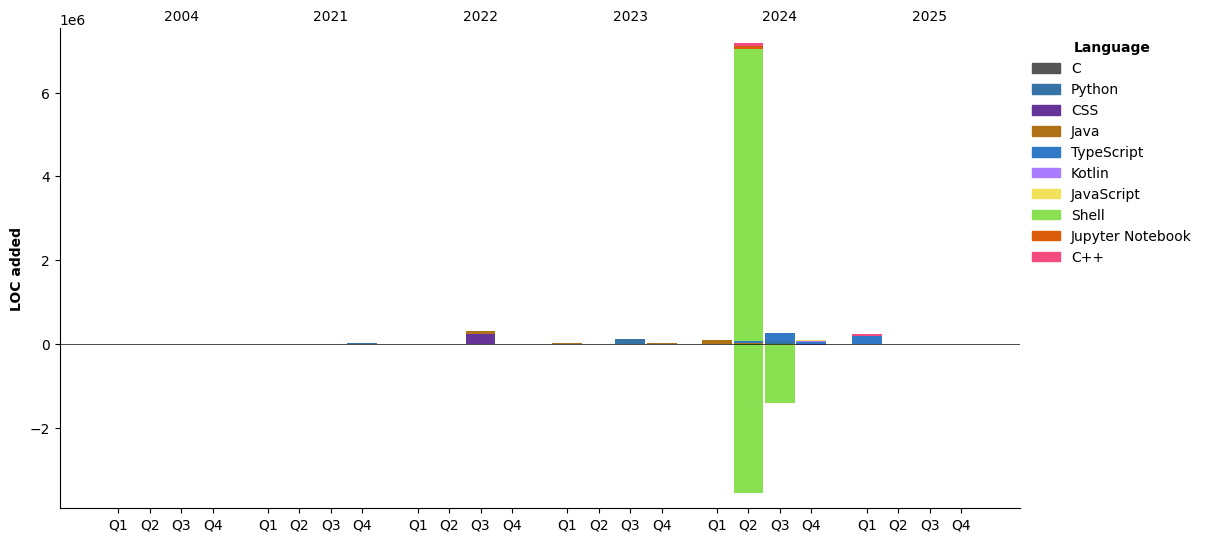 1e6
2004 2021 2022 2023 2024 2025
Language
C
Python
CSS
Java
TypeScript
Kotlin
JavaScript
Shell
Jupyter Notebook
C++
LOC added
6
4
2
0
−2
Q1 Q2 Q3 Q4 Q1 Q2 Q3 Q4 Q1 Q2 Q3 Q4 Q1 Q2 Q3 Q4 Q1 Q2 Q3 Q4 Q1 Q2 Q3 Q4